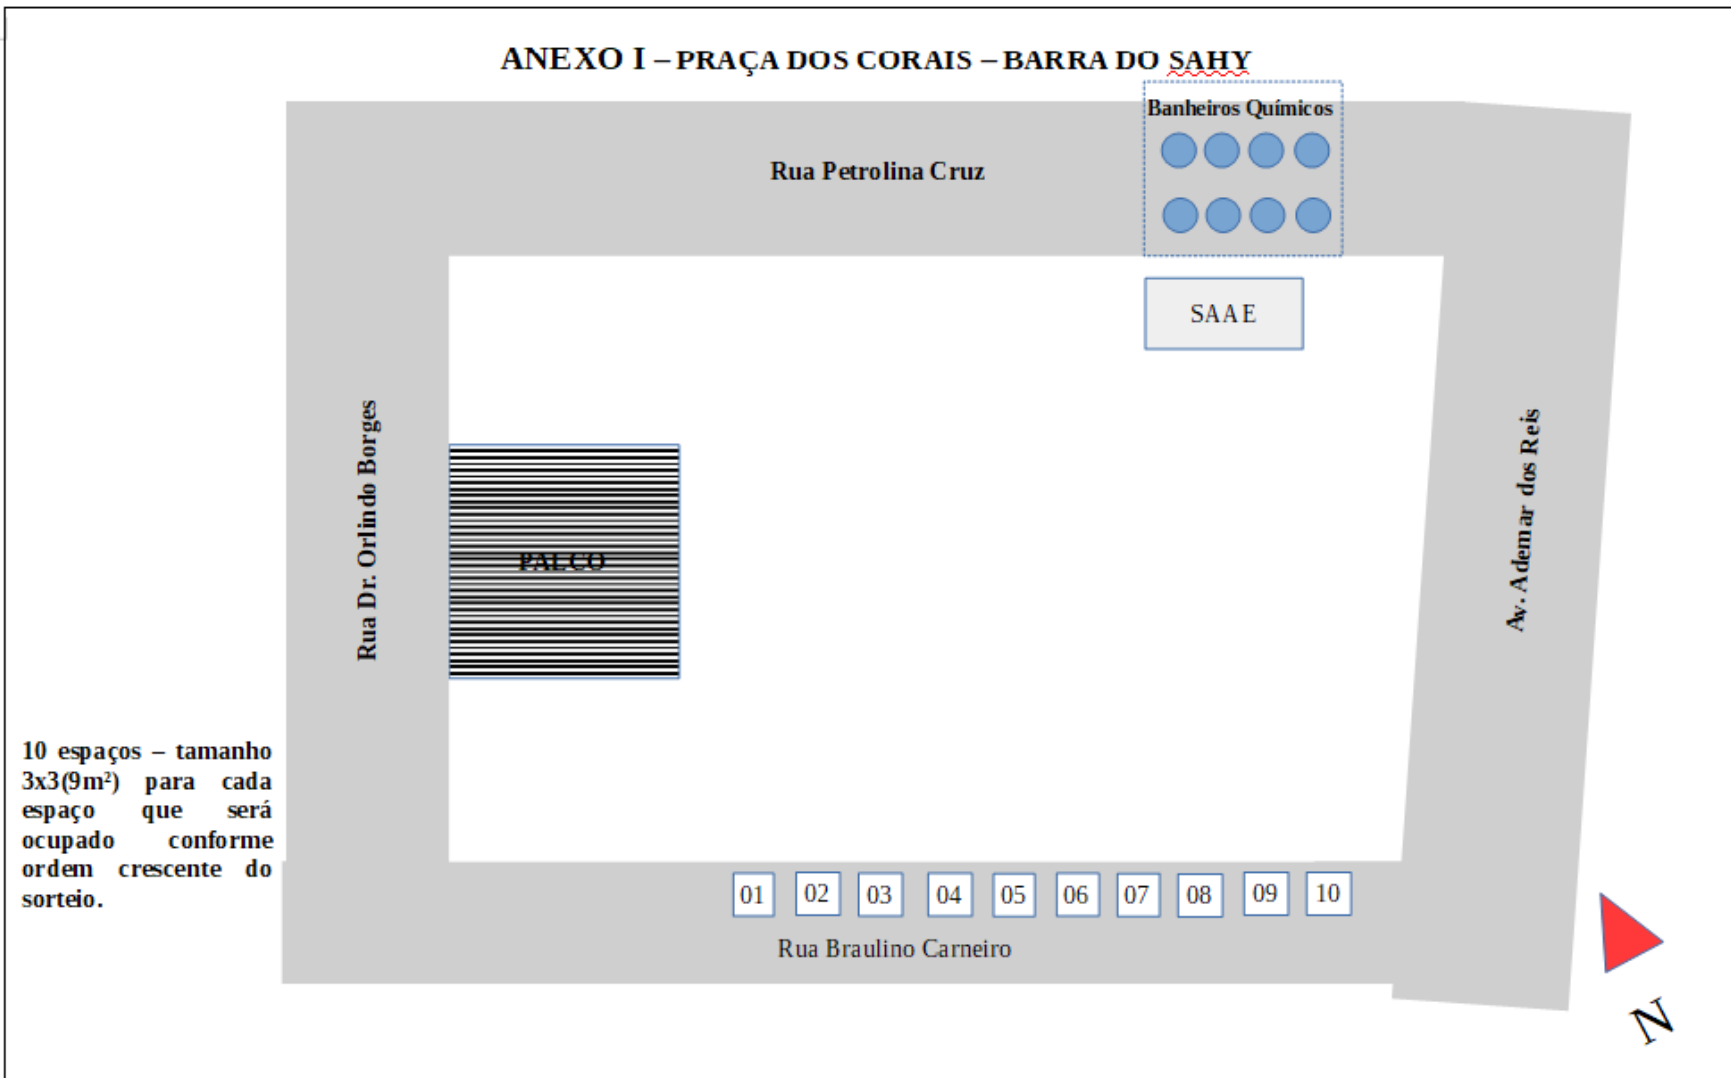 ANEXO I – PRAÇA DOS CORAIS – BARRA DO SAHY
Banheiros Químicos
Rua Petrolina Cruz
SAAE
Rua Dr. Orlindo Borges
PALCO
Av. Ademar dos Reis
10 espaços – tamanho
3x3(9m²) para cada
espaço que será
ocupado conforme
ordem crescente do
sorteio.
01 02 03 04 05 06 07 08 09 10
Rua Braulino Carneiro
N